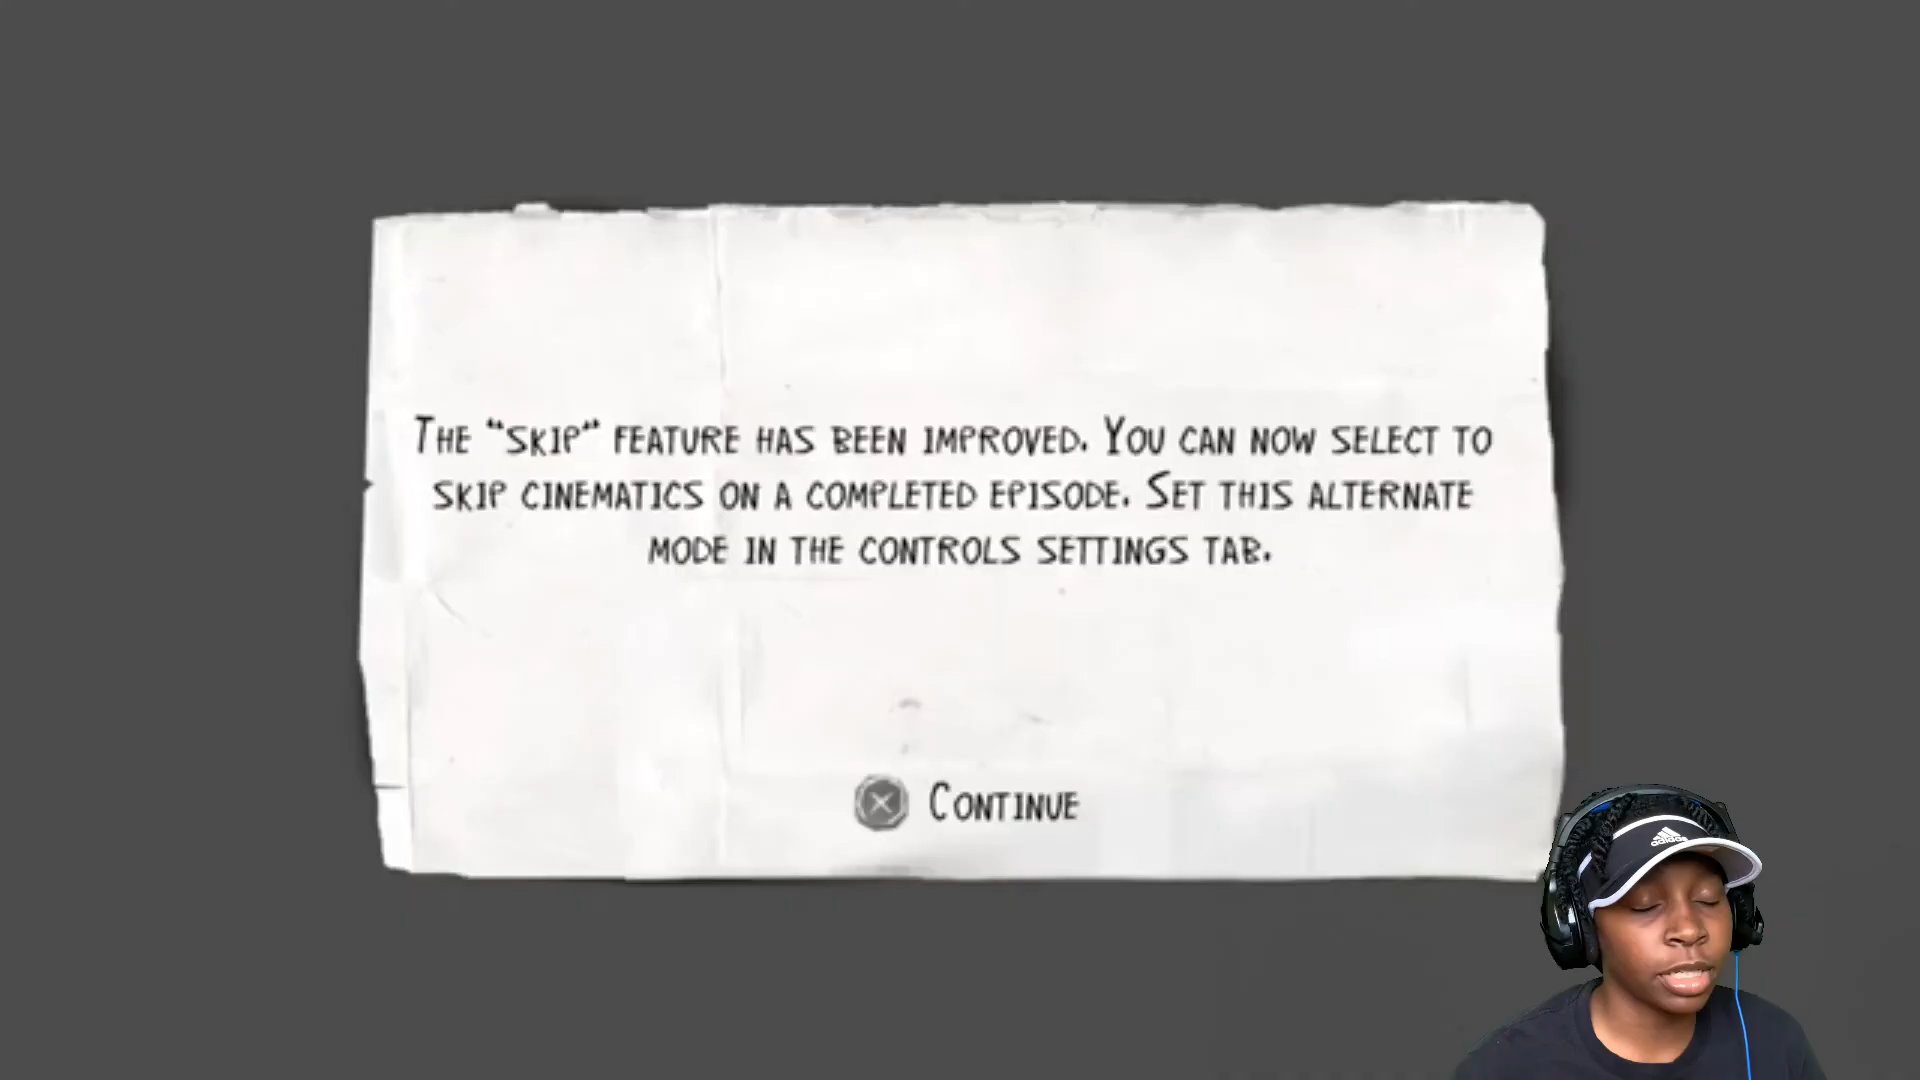 The "skip" feature has been improved. You can now select to
skip cinematics on a completed episode. Set this alternate
mode in the controls settings tab.
Continue
adidas